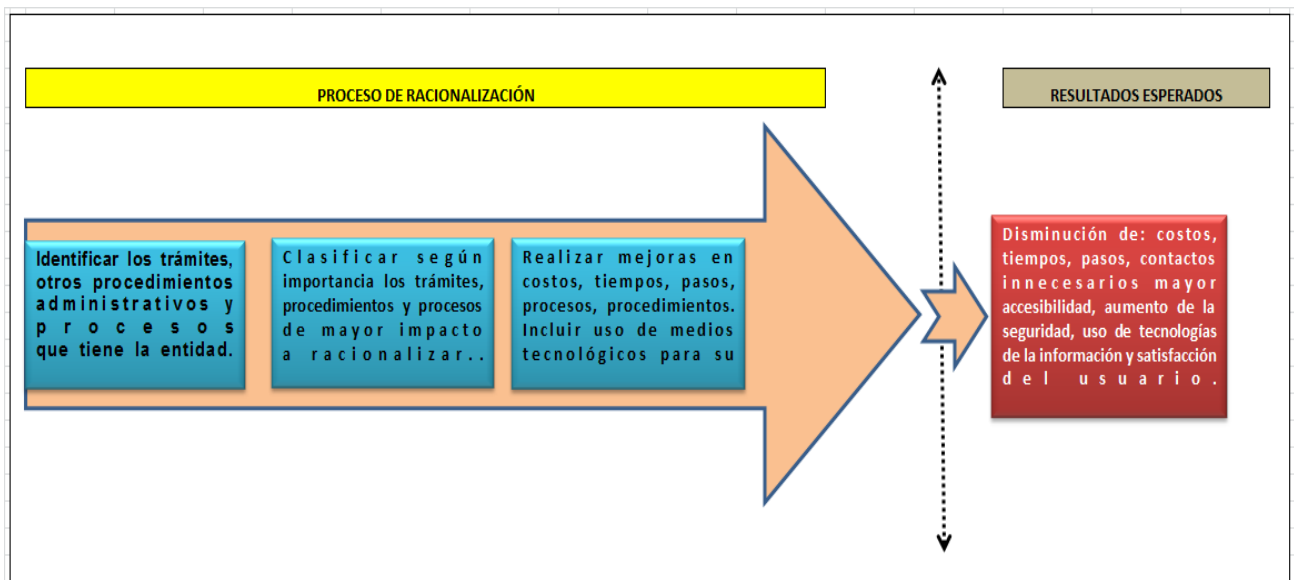 PROCESO DE RACIONALIZACIÓN
RESULTADOS ESPERADOS
Identificar los trámites,
otros procedimientos
administrativos y
procesos
que tiene la entidad.
Clasificar según
importancia los trámites,
procedimientos y procesos
de mayor impacto
a racionalizar..
Realizar mejoras en
costos, tiempos, pasos,
procesos, procedimientos.
Incluir uso de medios
tecnológicos para su
Disminución de: costos,
tiempos, pasos, contactos
innecesarios mayor
accesibilidad, aumento de la
seguridad, uso de tecnologías
de la información y satisfacción
del usuario.